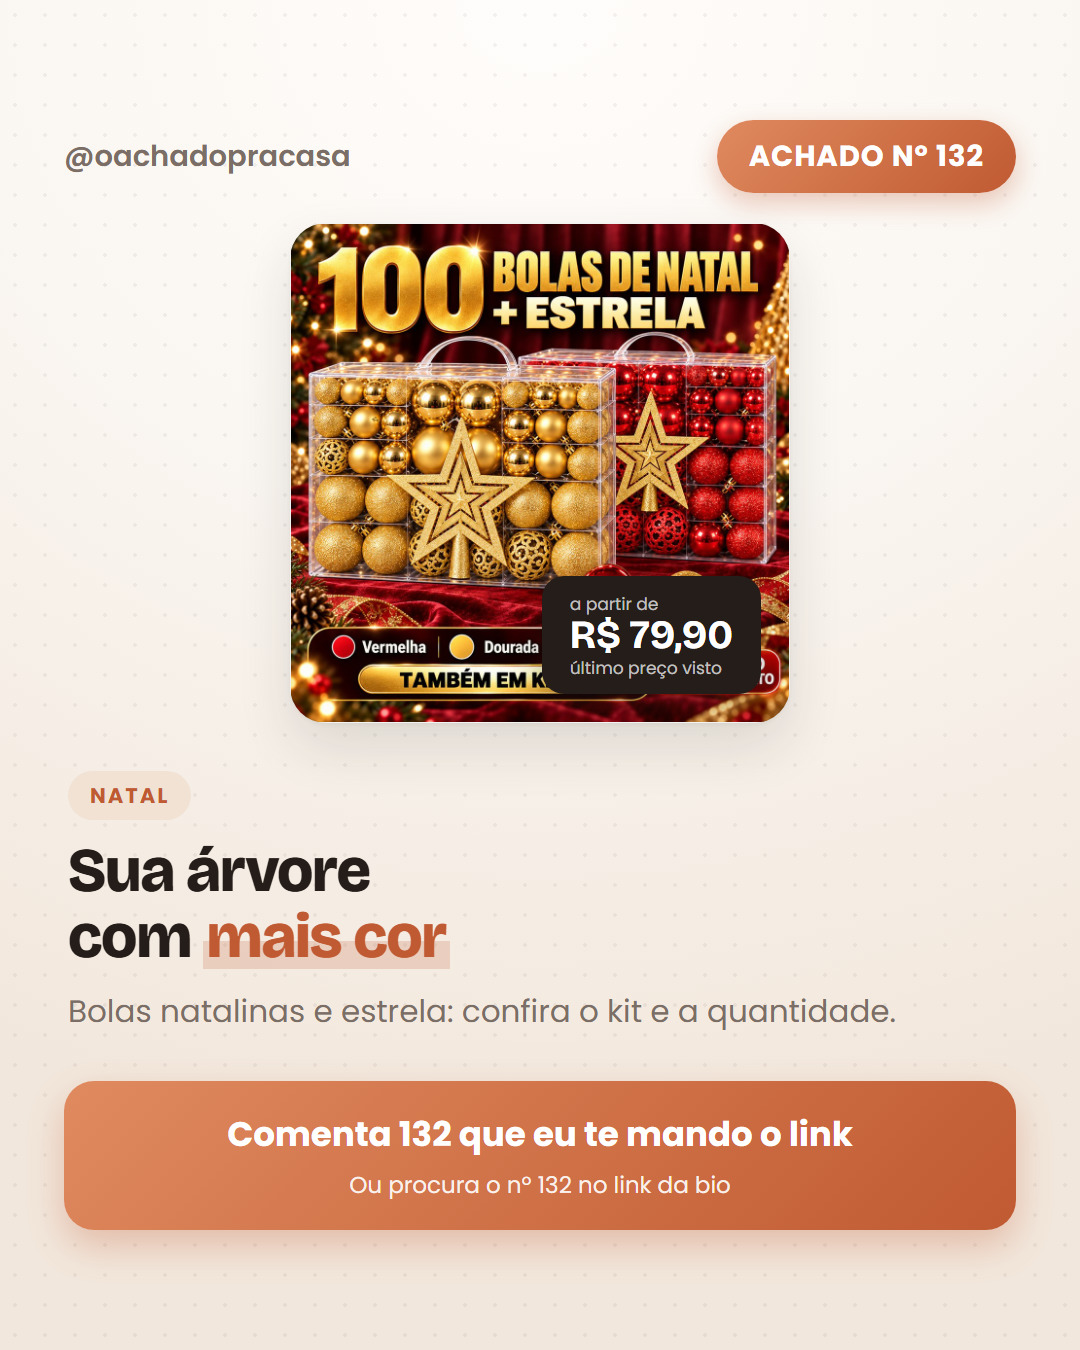 @oachadopracasa
ACHADO Nº 132
100 BOLAS DE NATAL
+ ESTRELA
a partir de
R$ 79,90
último preço visto
Vermelha
Dourada
TAMBÉM EM
NATAL
Sua árvore
com mais cor
Bolas natalinas e estrela: confira o kit e a quantidade.
Comenta 132 que eu te mando o link
Ou procura o nº 132 no link da bio